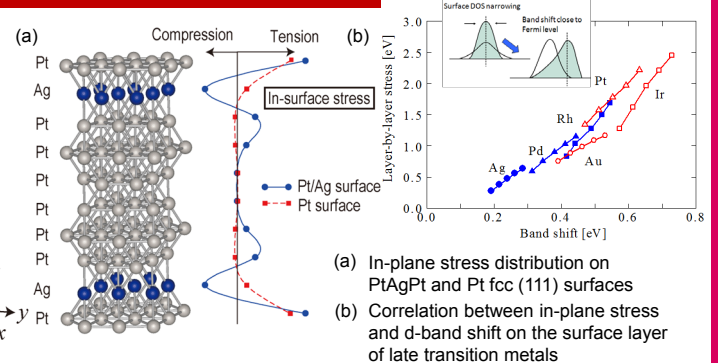 (a)
Compression
Tension
Pt
Ag
Pt
Pt
Pt
Pt
Pt
Pt
Ag
Pt
y
x
In-surface stress
Pt/Ag surface
Pt surface
(b)
Surface DOS narrowing
Band shift close to
Fermi level
Layer-by-layer stress [eV]
3.0
2.5
2.0
1.5
1.0
0.5
0.0
0.0
0.2
0.4
0.6
0.8
Band shift [eV]
Ag
Pd
Rh
Pt
Au
Ir
(a) In-plane stress distribution on
PtAgPt and Pt fcc (111) surfaces
(b) Correlation between in-plane stress
and d-band shift on the surface layer
of late transition metals